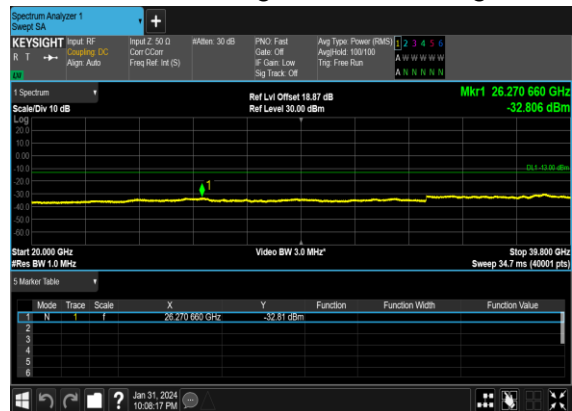 Spectrum Analyzer 1
Swept SA
KEYSIGHT Input: RF Input Z: 50 Ω #Atten: 30 dB PNO: Fast Avg Type: Power (RMS) 1 2 3 4 5 6
R T Coupling: DC Corr CCorr Gate: Off Avg|Hold: 100/100 A W W W W W
Align: Auto Freq Ref: Int (S) IF Gain: Low Trig: Free Run
LXI Sig Track: Off A N N N N N
1 Spectrum Ref Lvl Offset 18.87 dB Mkr1 26.270 660 GHz
Scale/Div 10 dB Ref Level 30.00 dBm -32.806 dBm
Log
20.0
10.0
0.00
-10.0 DL1 -13.00 dBm
-20.0
-30.0 1
-40.0
-50.0
-60.0
Start 20.000 GHz Video BW 3.0 MHz* Stop 39.800 GHz
#Res BW 1.0 MHz Sweep 34.7 ms (40001 pts)
5 Marker Table
Mode Trace Scale X Y Function Function Width Function Value
1 N 1 f 26.270 660 GHz -32.81 dBm
2
3
4
5
6
? Jan 31, 2024
10:08:17 PM